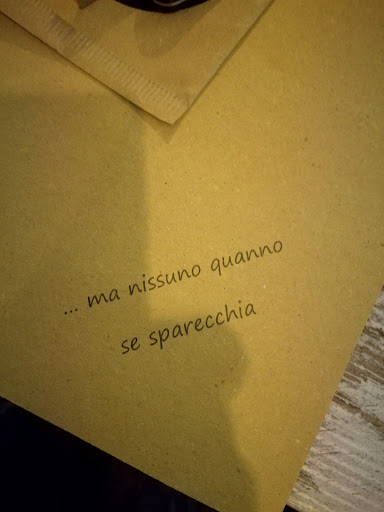 ... ma nissuno quanno
se sparecchia